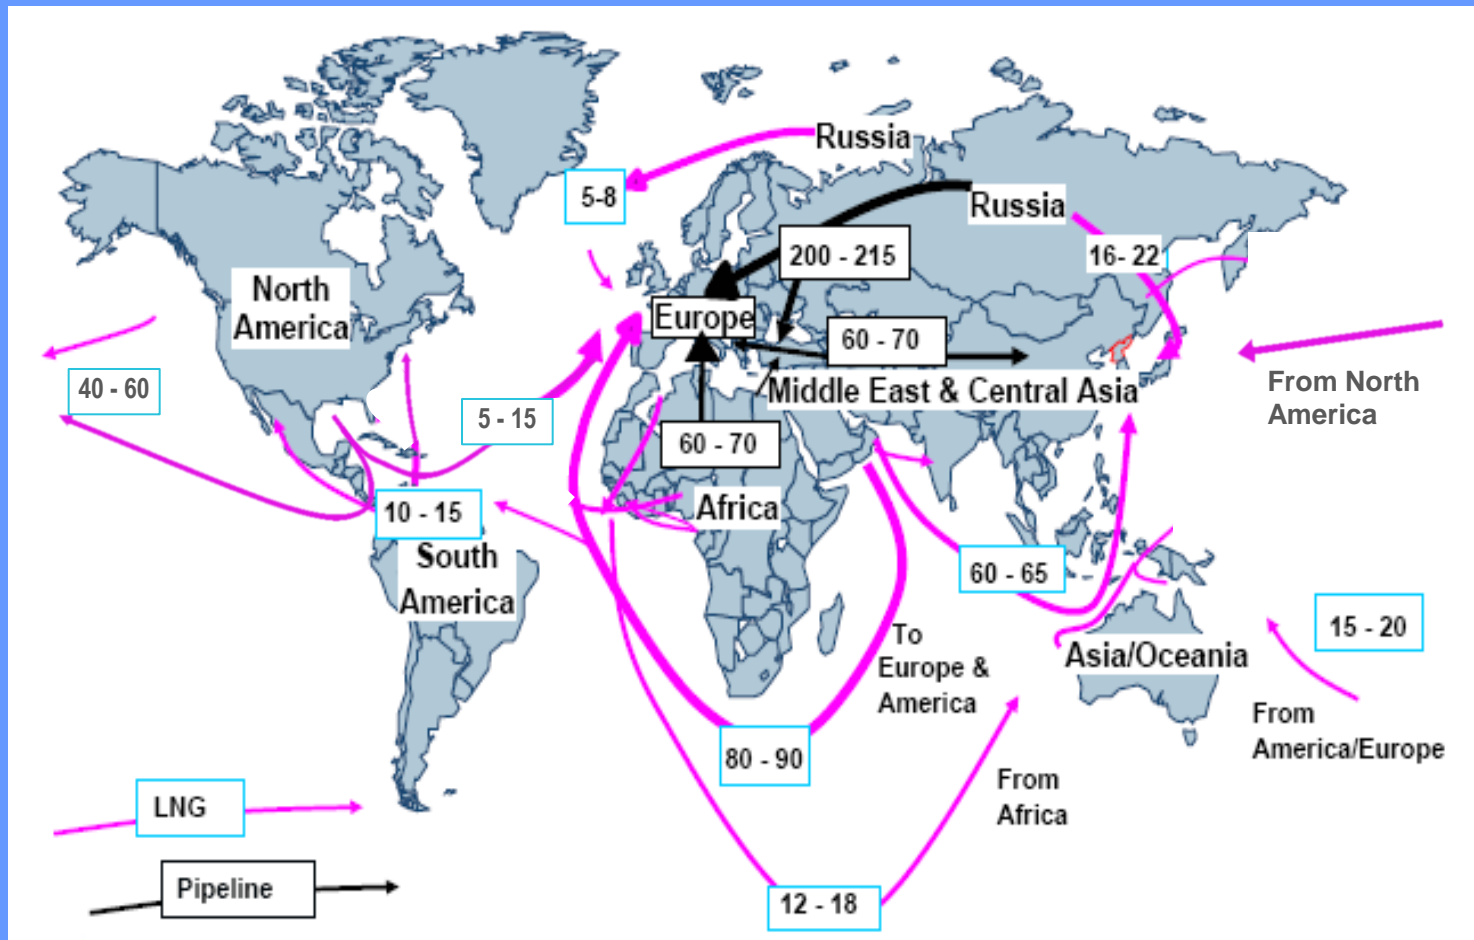 Russia
5-8
Russia
200 - 215
16- 22
North
America
Europe
60 - 70
40 - 60
5 - 15
Middle East & Central Asia
From North
America
60 - 70
10 - 15
Africa
South
America
60 - 65
15 - 20
To
Europe &
America
Asia/Oceania
From
America/Europe
80 - 90
From
Africa
LNG
Pipeline
12 - 18